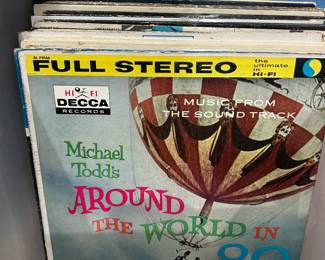 FULL STEREO
the
ultimate
in
HI-FI
HI FI
DECCA
RECORDS
MUSIC FROM
THE SOUND TRACK
Michael
Todd's
AROUND
THE WORLD IN
80